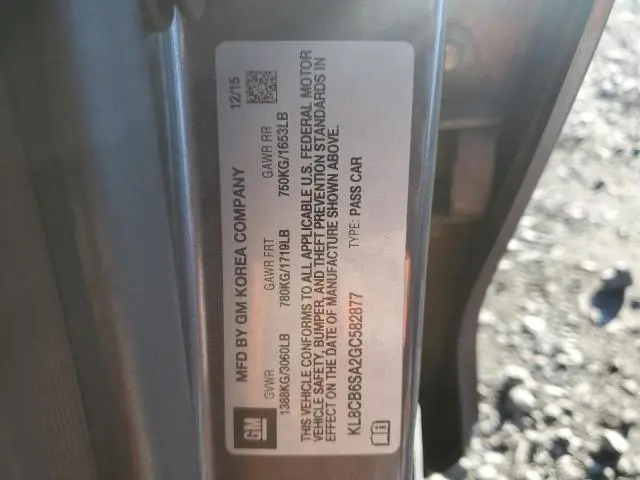 GM
MFD BY GM KOREA COMPANY 12/15
GVWR GAWR FRT GAWR RR
1388KG/3060LB 780KG/1719LB 750KG/1653LB
THIS VEHICLE CONFORMS TO ALL APPLICABLE U.S. FEDERAL MOTOR
VEHICLE SAFETY, BUMPER, AND THEFT PREVENTION STANDARDS IN
EFFECT ON THE DATE OF MANUFACTURE SHOWN ABOVE.
KL8CB6SA2GC582877 TYPE: PASS CAR